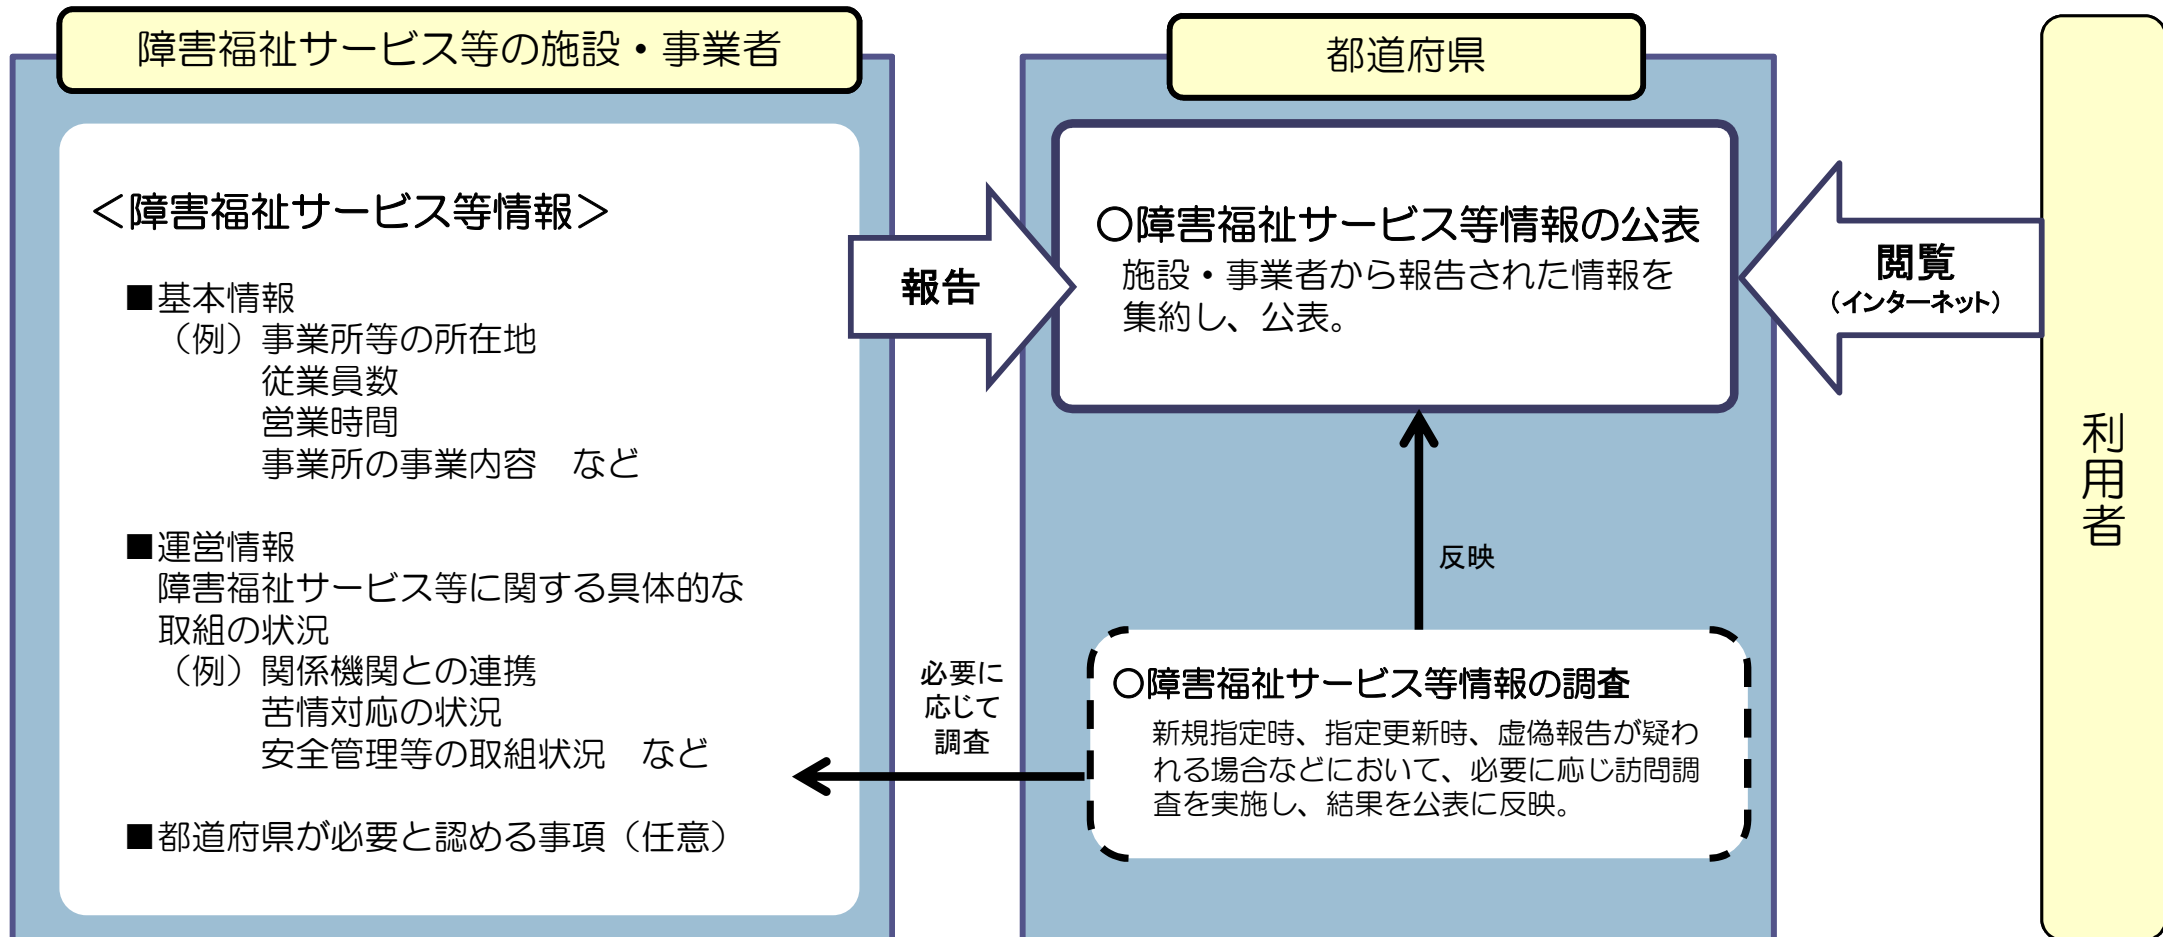 障害福祉サービス等の施設・事業者
＜障害福祉サービス等情報＞
■基本情報
（例）事業所等の所在地
従業員数
営業時間
事業所の事業内容　など
■運営情報
障害福祉サービス等に関する具体的な
取組の状況
（例）関係機関との連携
苦情対応の状況
安全管理等の取組状況　など
■都道府県が必要と認める事項（任意）
報告
必要に
応じて
調査
都道府県
○障害福祉サービス等情報の公表
施設・事業者から報告された情報を
集約し、公表。
反映
○障害福祉サービス等情報の調査
新規指定時、指定更新時、虚偽報告が疑わ
れる場合などにおいて、必要に応じ訪問調
査を実施し、結果を公表に反映。
閲覧
（インターネット）
利用者